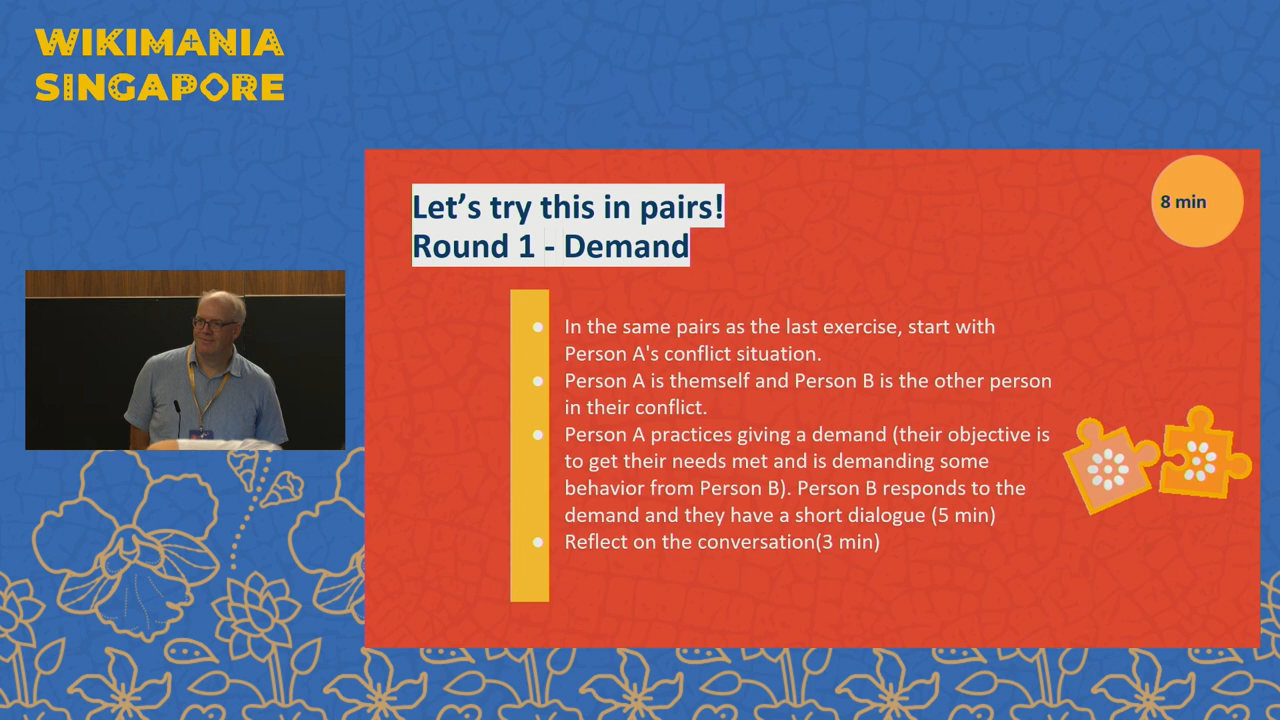 WIKIMANIA
SINGAPORE
8 min
Let’s try this in pairs!
Round 1 - Demand
● In the same pairs as the last exercise, start with
Person A's conflict situation.
● Person A is themself and Person B is the other person
in their conflict.
● Person A practices giving a demand (their objective is
to get their needs met and is demanding some
behavior from Person B). Person B responds to the
demand and they have a short dialogue (5 min)
● Reflect on the conversation(3 min)